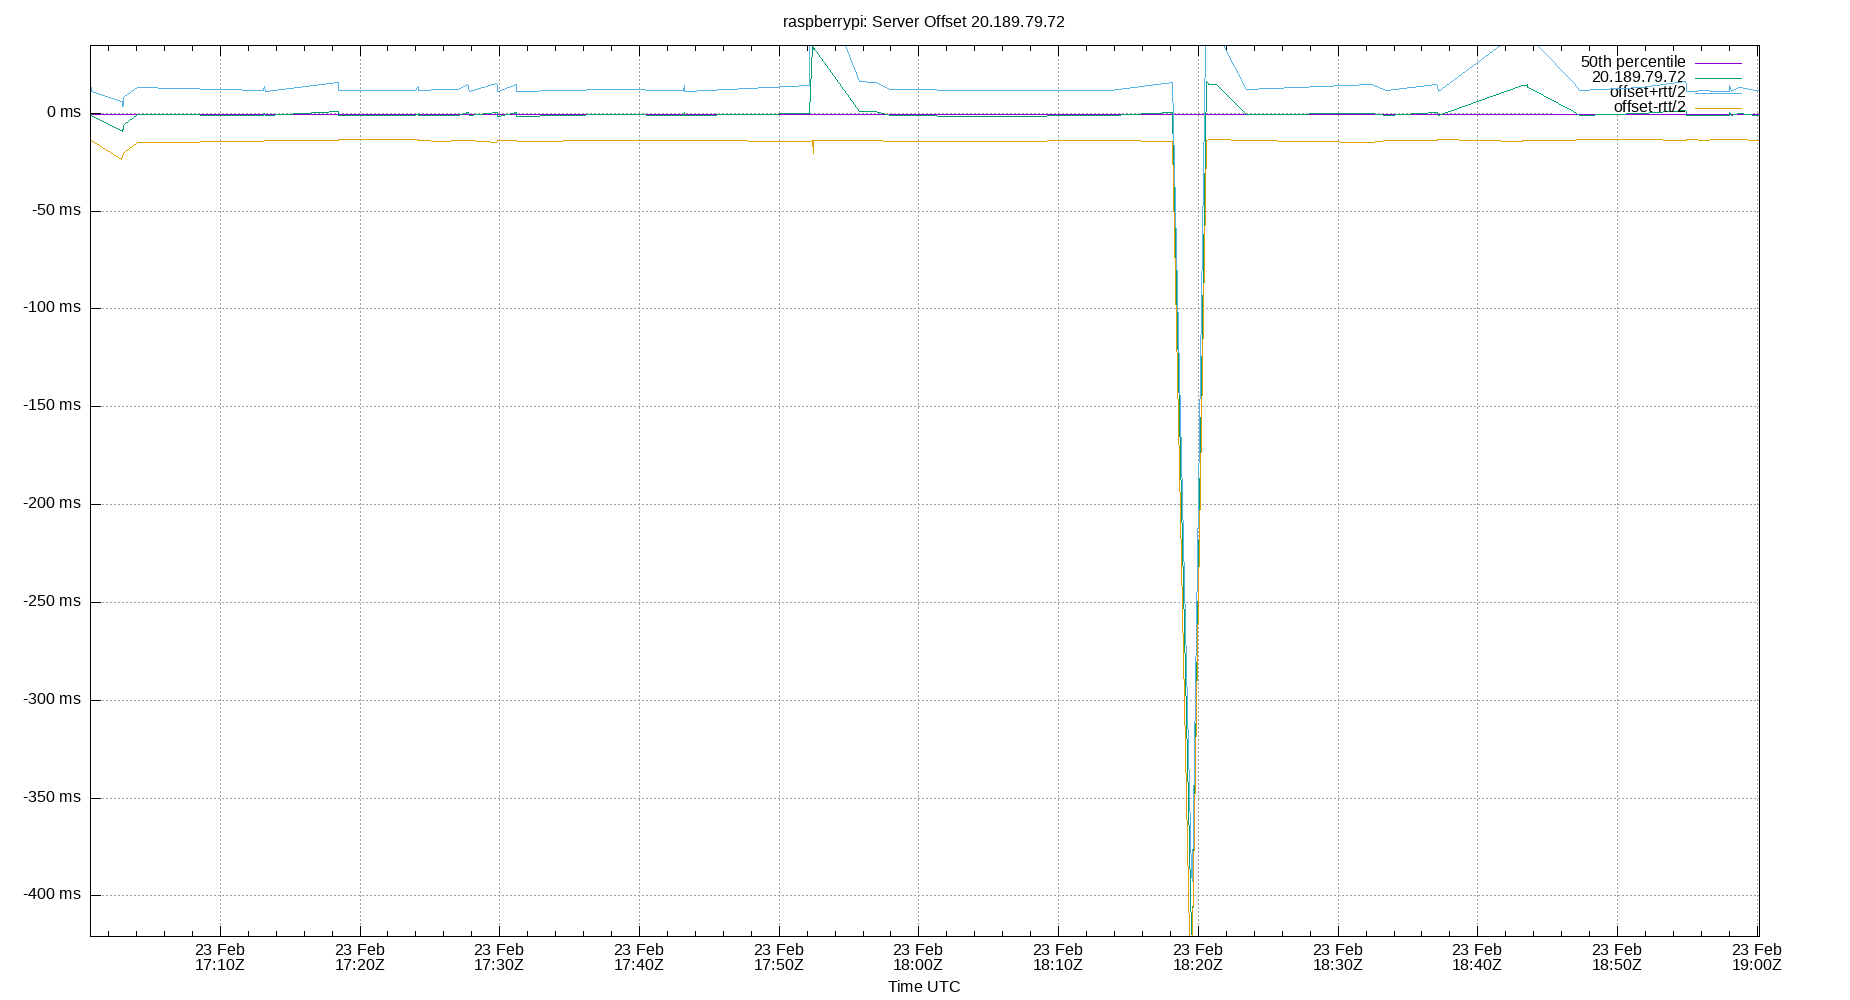 raspberrypi: Server Offset 20.189.79.72
50th percentile
20.189.79.72
offset+rtt/2
offset-rtt/2
0 ms
-50 ms
-100 ms
-150 ms
-200 ms
-250 ms
-300 ms
-350 ms
-400 ms
23 Feb 23 Feb 23 Feb 23 Feb 23 Feb 23 Feb 23 Feb 23 Feb 23 Feb 23 Feb 23 Feb 23 Feb
17:10Z 17:20Z 17:30Z 17:40Z 17:50Z 18:00Z 18:10Z 18:20Z 18:30Z 18:40Z 18:50Z 19:00Z
Time UTC